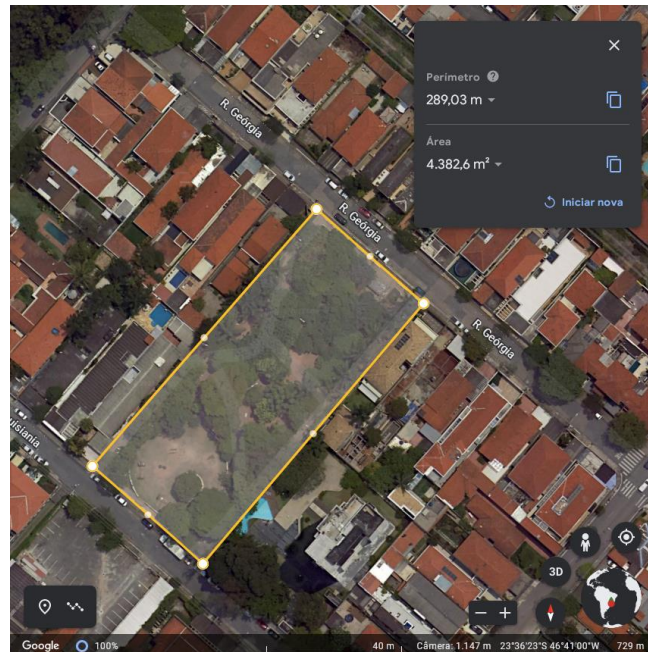 Perímetro ?
289,03 m
Área
4.382,6 m²
Iniciar nova
R. Geórgia
R. Geórgia
R. Geórgia
uisiania
3D
Google 100% 40 m Câmera: 1.147 m 23°36'23"S 46°41'00"W 729 m